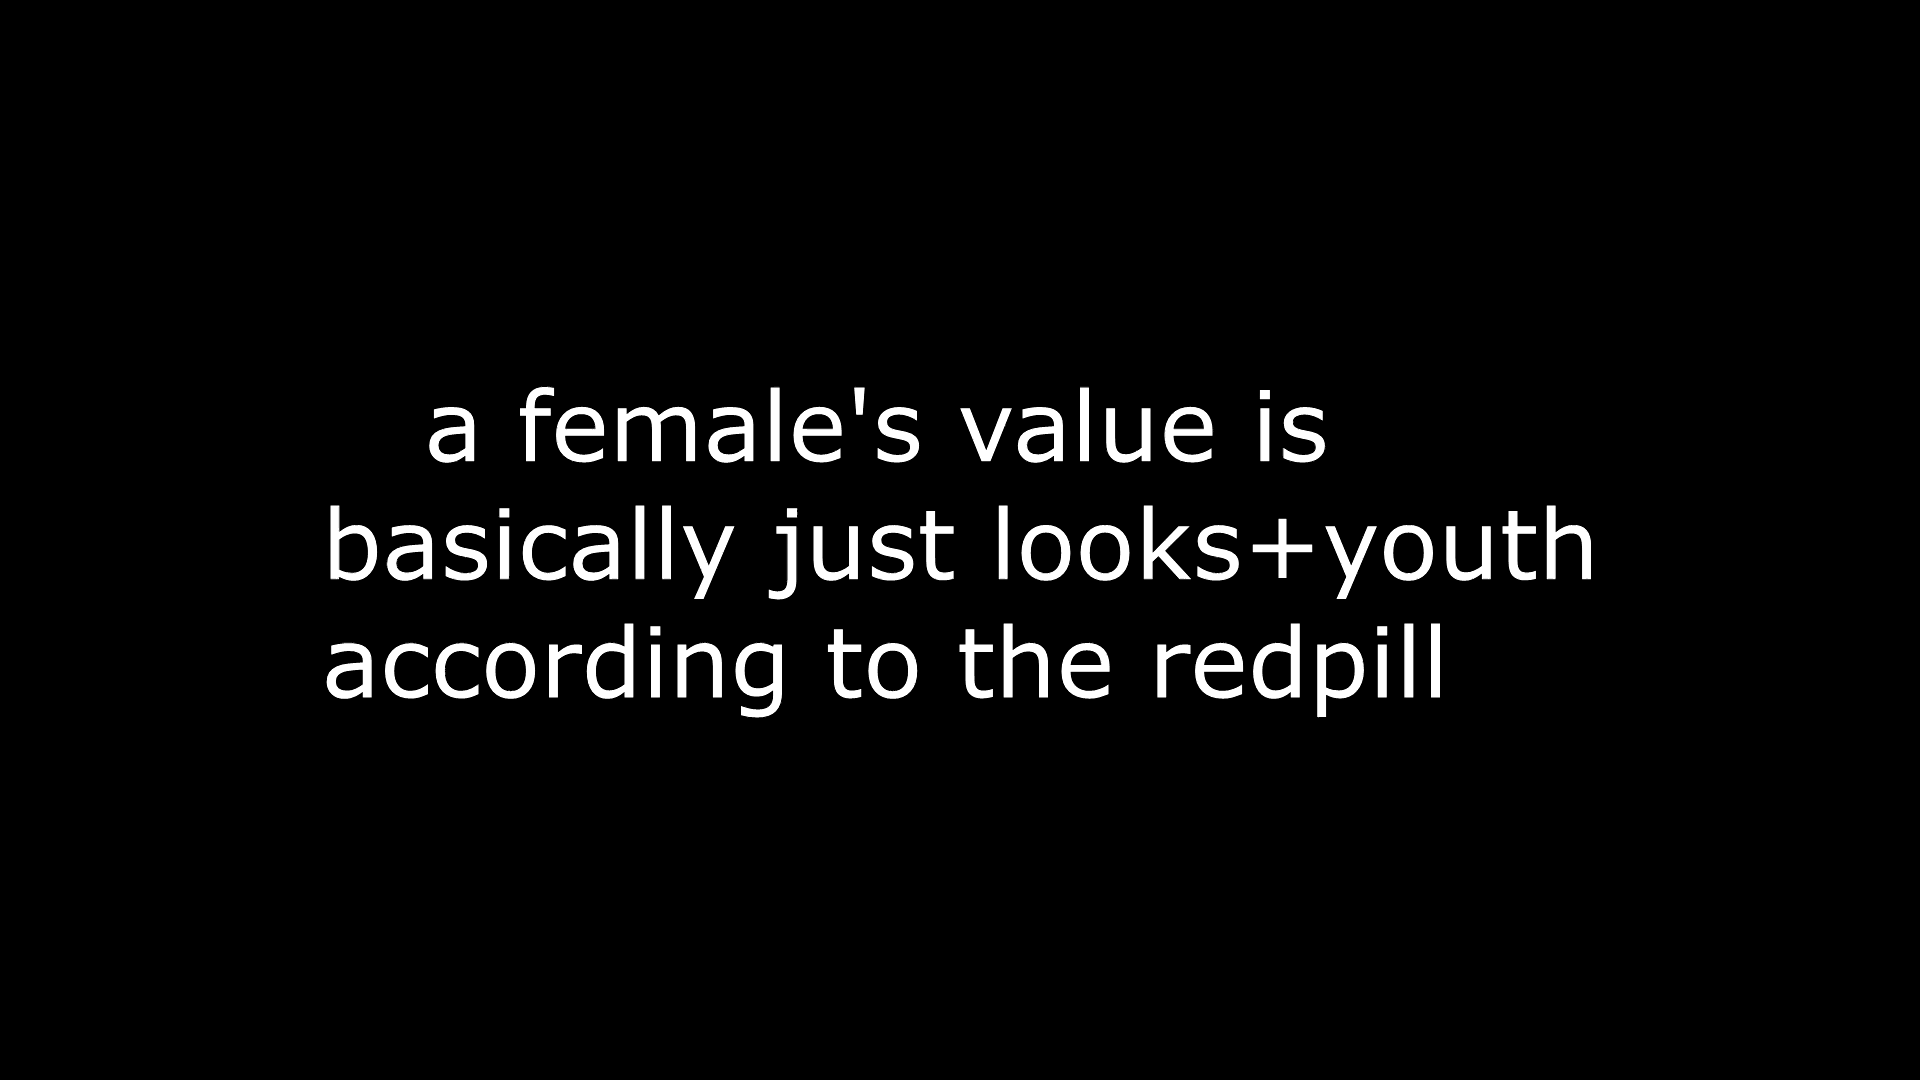 a female's value is
basically just looks+youth
according to the redpill